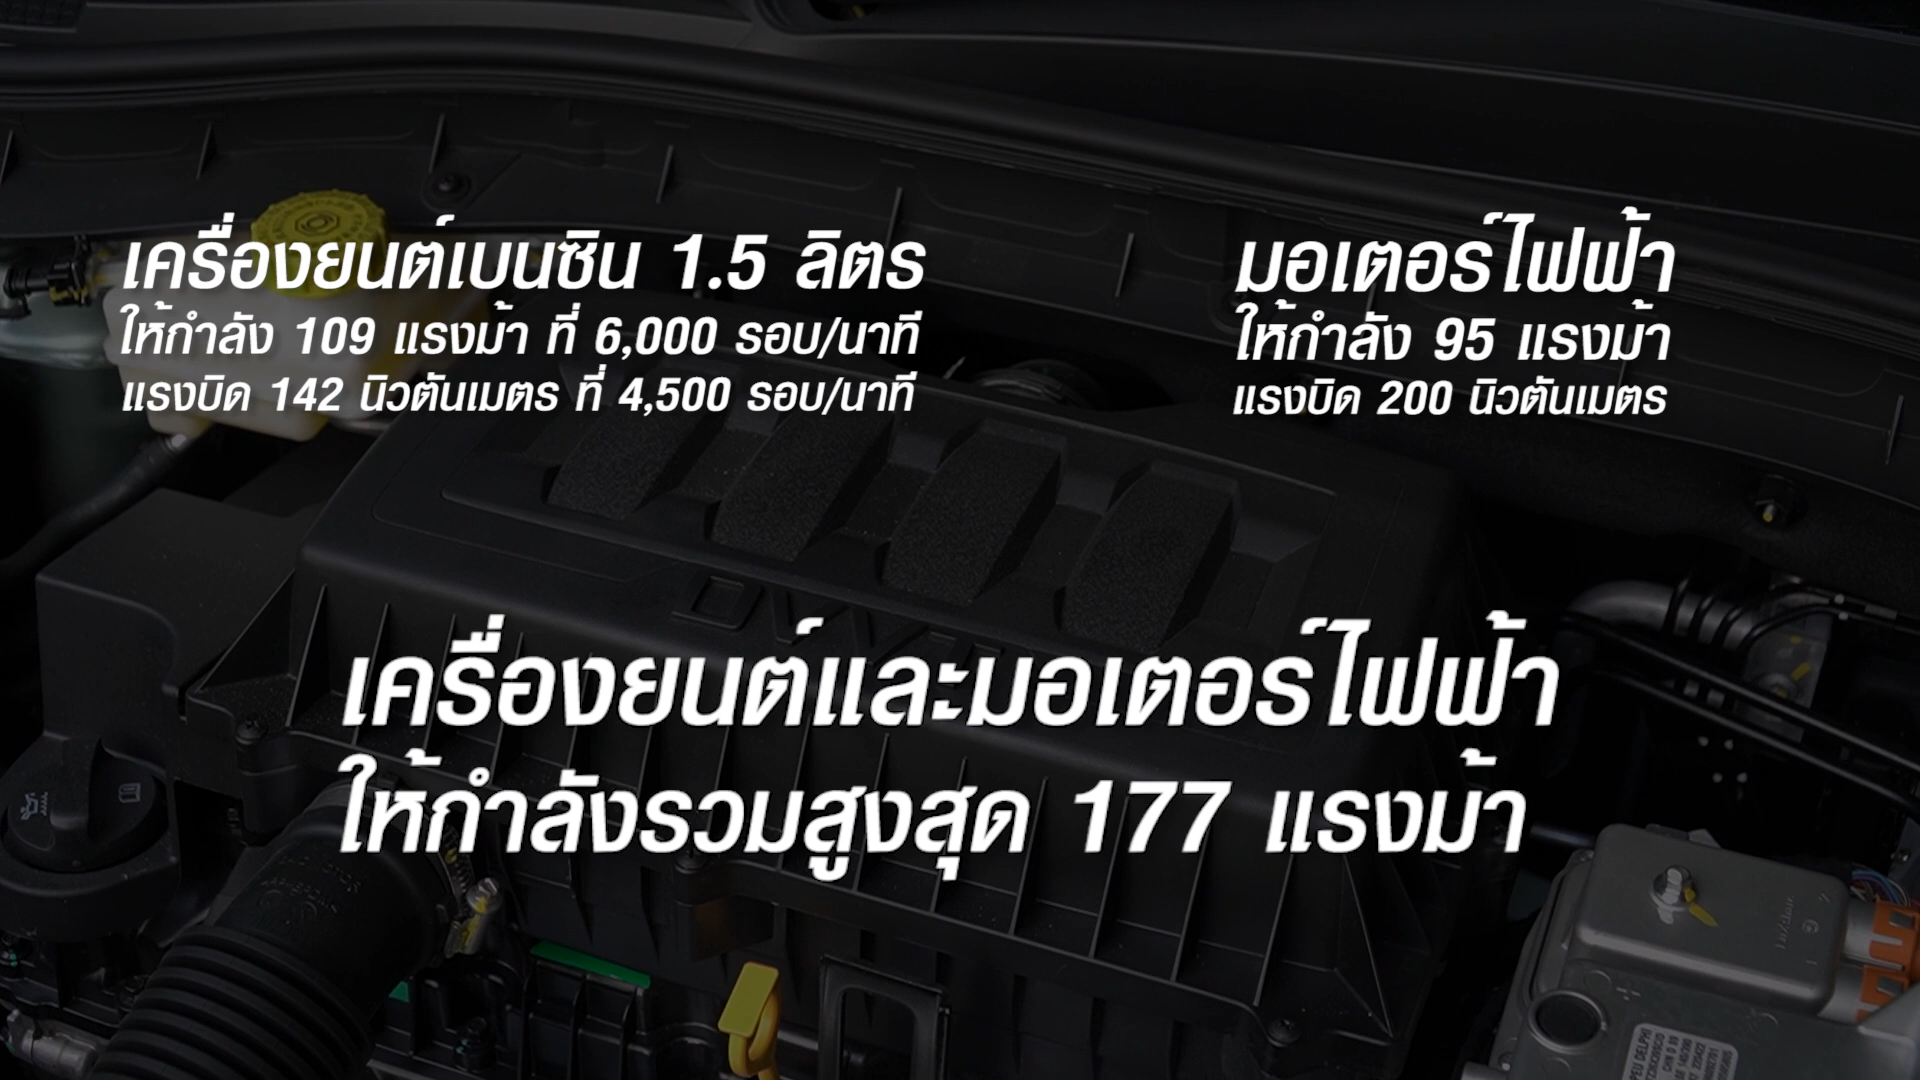 เครื่องยนต์เบนซิน 1.5 ลิตร
ให้กำลัง 109 แรงม้า ที่ 6,000 รอบ/นาที
แรงบิด 142 นิวตันเมตร ที่ 4,500 รอบ/นาที
มอเตอร์ไฟฟ้า
ให้กำลัง 95 แรงม้า
แรงบิด 200 นิวตันเมตร
เครื่องยนต์และมอเตอร์ไฟฟ้า
ให้กำลังรวมสูงสุด 177 แรงม้า